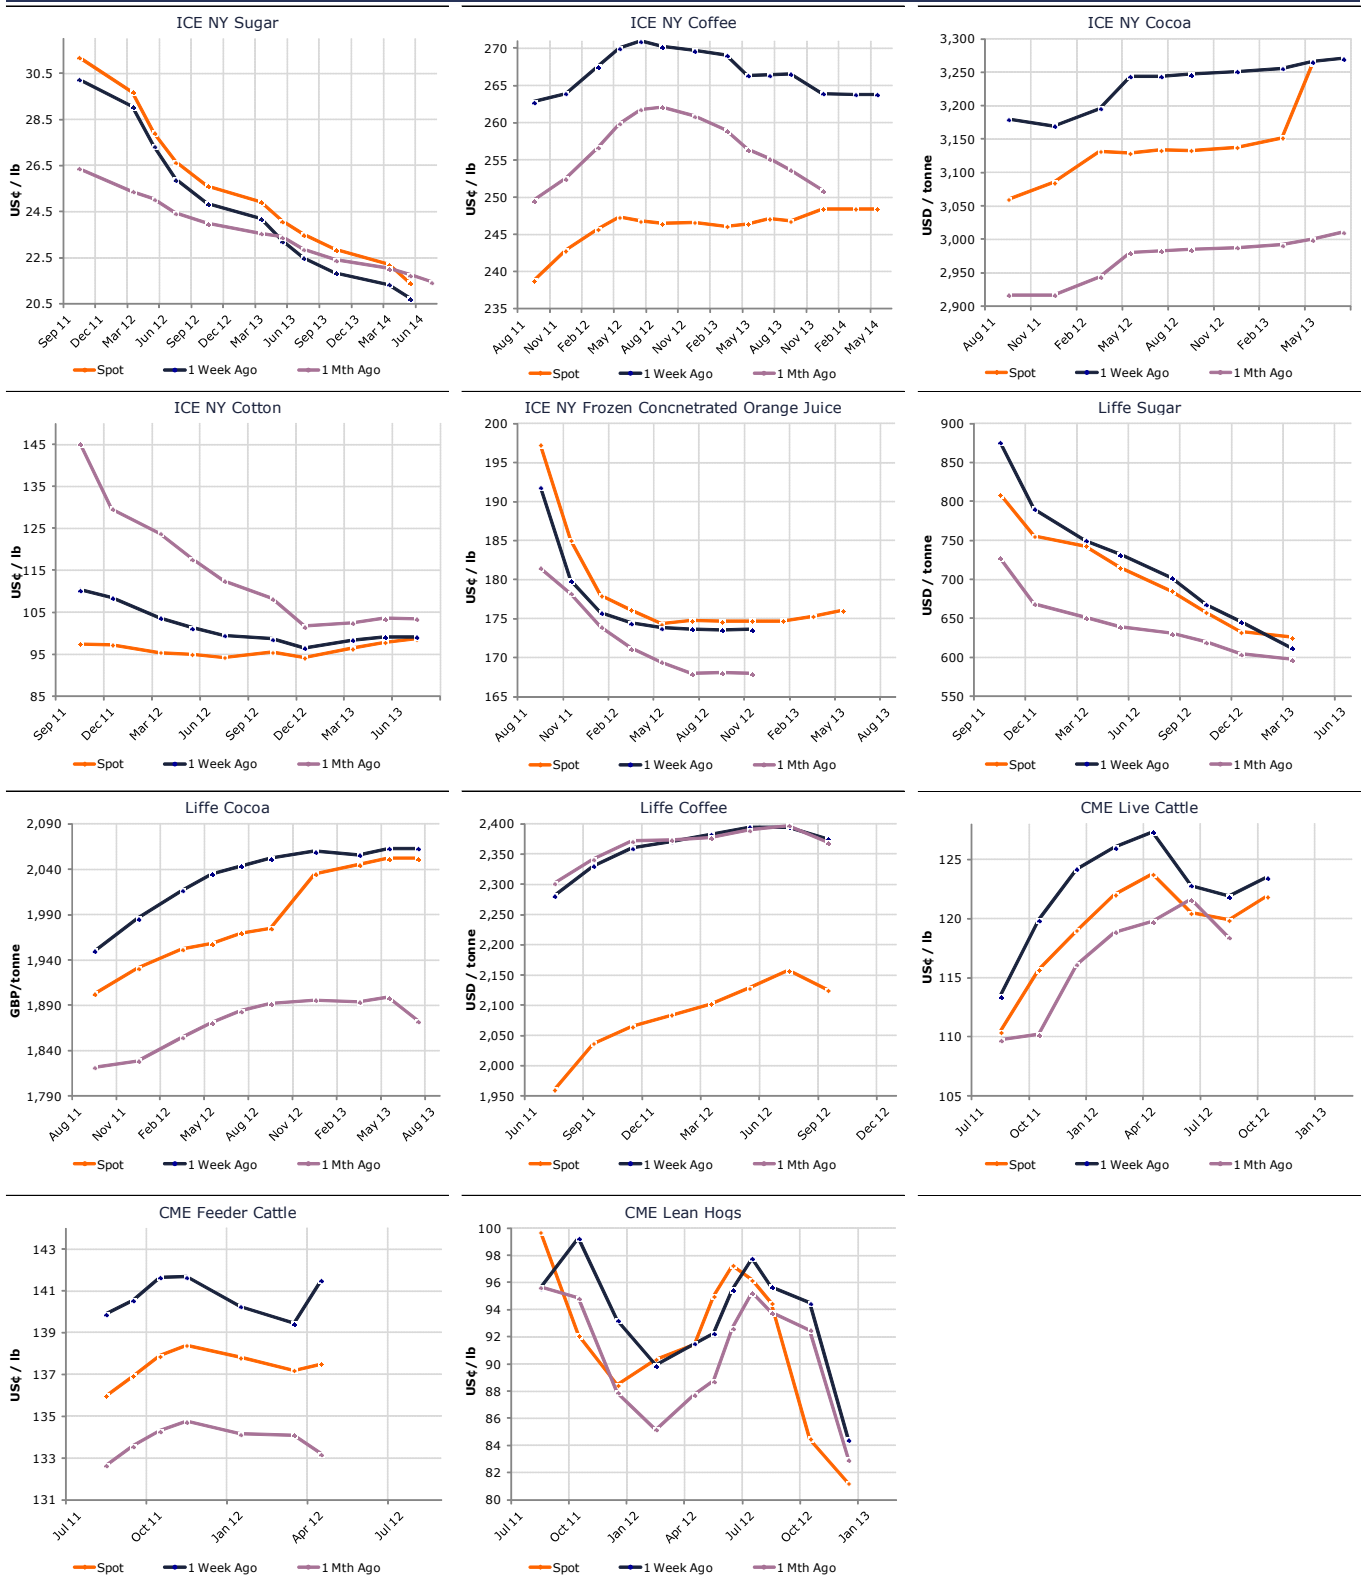 ICE NY Sugar
US¢ / lb
30.5
28.5
26.5
24.5
22.5
20.5
Sep 11
Dec 11
Mar 12
Jun 12
Sep 12
Dec 12
Mar 13
Jun 13
Sep 13
Dec 13
Mar 14
Jun 14
Spot 1 Week Ago 1 Mth Ago
ICE NY Coffee
US¢ / lb
270
265
260
255
250
245
240
235
Aug 11
Nov 11
Feb 12
May 12
Aug 12
Nov 12
Feb 13
May 13
Aug 13
Nov 13
Feb 14
May 14
Spot 1 Week Ago 1 Mth Ago
ICE NY Cocoa
USD / tonne
3,300
3,250
3,200
3,150
3,100
3,050
3,000
2,950
2,900
Aug 11
Nov 11
Feb 12
May 12
Aug 12
Nov 12
Feb 13
May 13
Spot 1 Week Ago 1 Mth Ago
ICE NY Cotton
US¢ / lb
145
135
125
115
105
95
85
Sep 11
Dec 11
Mar 12
Jun 12
Sep 12
Dec 12
Mar 13
Jun 13
Spot 1 Week Ago 1 Mth Ago
ICE NY Frozen Concnetrated Orange Juice
US¢ / lb
200
195
190
185
180
175
170
165
Aug 11
Nov 11
Feb 12
May 12
Aug 12
Nov 12
Feb 13
May 13
Aug 13
Spot 1 Week Ago 1 Mth Ago
Liffe Sugar
USD / tonne
900
850
800
750
700
650
600
550
Sep 11
Dec 11
Mar 12
Jun 12
Sep 12
Dec 12
Mar 13
Jun 13
Spot 1 Week Ago 1 Mth Ago
Liffe Cocoa
GBP/tonne
2,090
2,040
1,990
1,940
1,890
1,840
1,790
Aug 11
Nov 11
Feb 12
May 12
Aug 12
Nov 12
Feb 13
May 13
Aug 13
Spot 1 Week Ago 1 Mth Ago
Liffe Coffee
USD / tonne
2,400
2,350
2,300
2,250
2,200
2,150
2,100
2,050
2,000
1,950
Jun 11
Sep 11
Dec 11
Mar 12
Jun 12
Sep 12
Dec 12
Spot 1 Week Ago 1 Mth Ago
CME Live Cattle
US¢ / lb
125
120
115
110
105
Jul 11
Oct 11
Jan 12
Apr 12
Jul 12
Oct 12
Jan 13
Spot 1 Week Ago 1 Mth Ago
CME Feeder Cattle
US¢ / lb
143
141
139
137
135
133
131
Jul 11
Oct 11
Jan 12
Apr 12
Jul 12
Spot 1 Week Ago 1 Mth Ago
CME Lean Hogs
US¢ / lb
100
98
96
94
92
90
88
86
84
82
80
Jul 11
Oct 11
Jan 12
Apr 12
Jul 12
Oct 12
Jan 13
Spot 1 Week Ago 1 Mth Ago